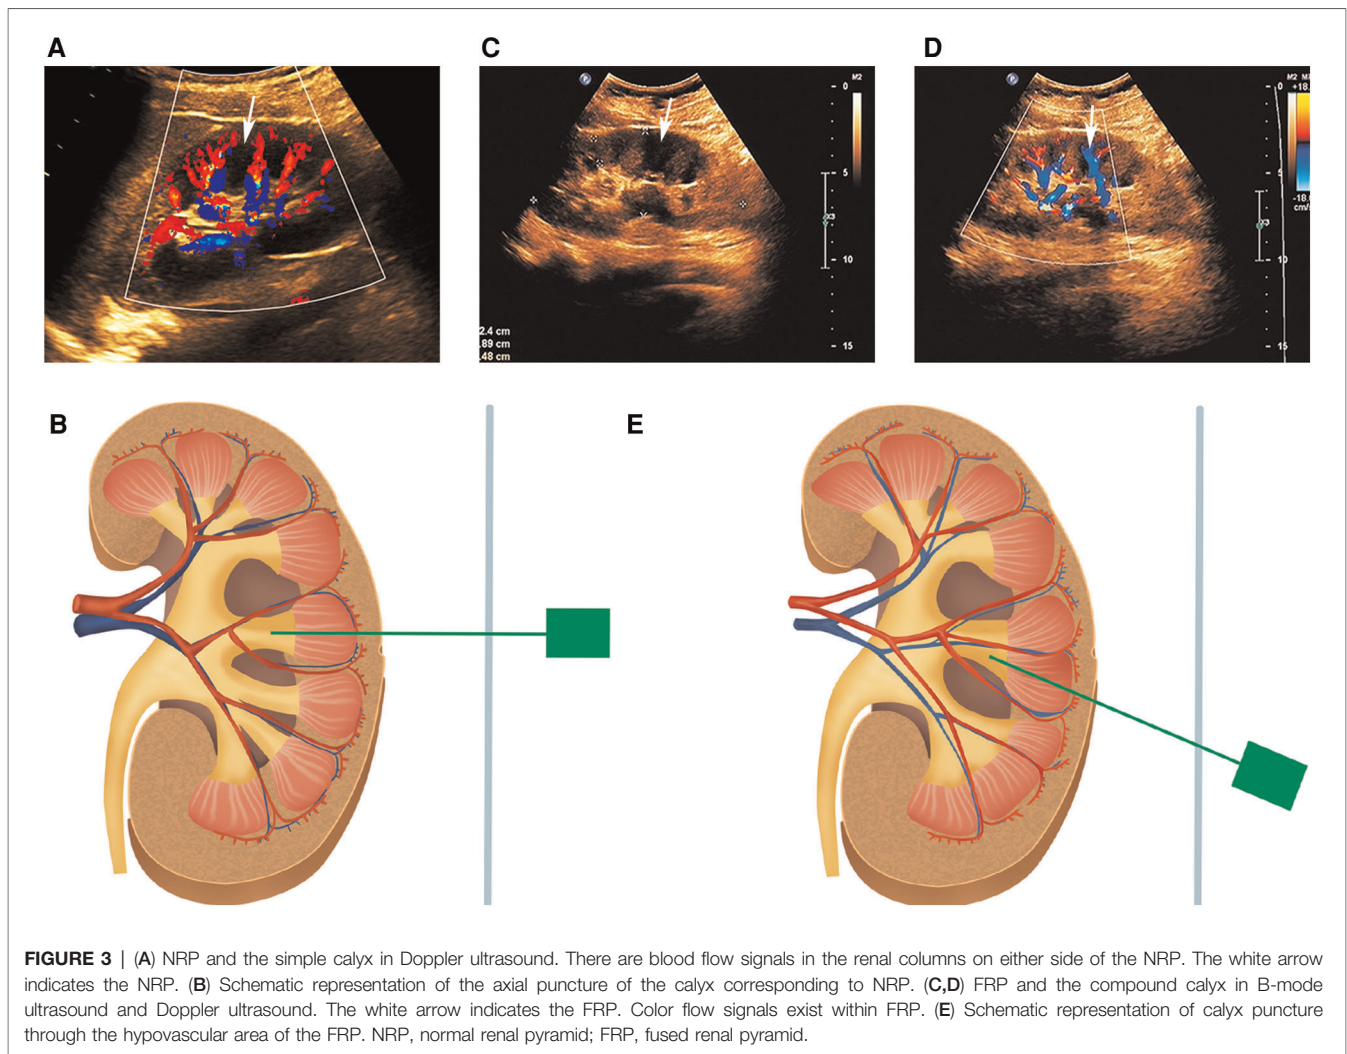 A
C
D
P
M2
0
5
X3
10
15
2.4 cm
.89 cm
.48 cm
P
M2 M
+18.
0
5
-18.
cm/s
X3
10
15
B
E
FIGURE 3 | (A) NRP and the simple calyx in Doppler ultrasound. There are blood flow signals in the renal columns on either side of the NRP. The white arrow
indicates the NRP. (B) Schematic representation of the axial puncture of the calyx corresponding to NRP. (C,D) FRP and the compound calyx in B-mode
ultrasound and Doppler ultrasound. The white arrow indicates the FRP. Color flow signals exist within FRP. (E) Schematic representation of calyx puncture
through the hypovascular area of the FRP. NRP, normal renal pyramid; FRP, fused renal pyramid.